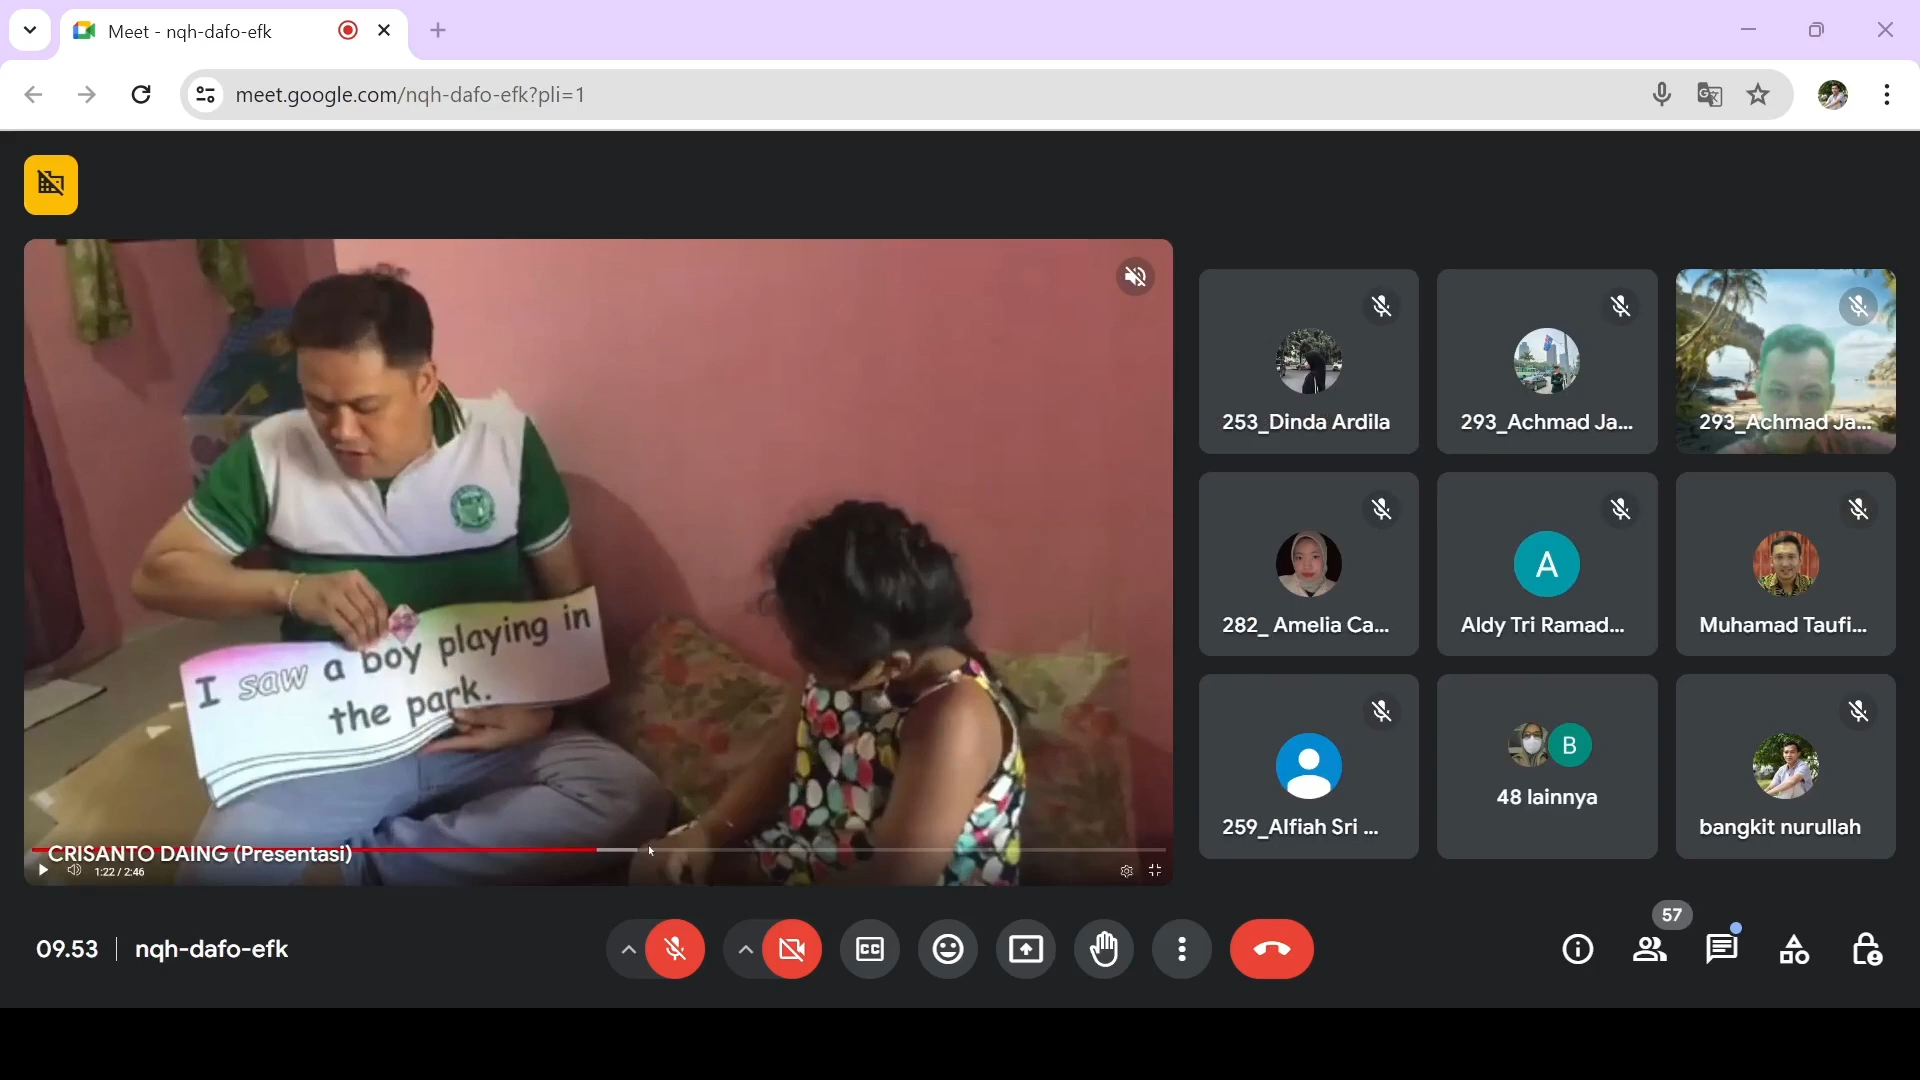 Meet - nqh-dafo-efk
meet.google.com/nqh-dafo-efk?pli=1
I saw a boy playing in
the park.
CRISANTO DAING (Presentasi)
1:22 / 2:46
253_Dinda Ardila
293_Achmad Ja...
293_Achmad Ja...
282_ Amelia Ca...
A
Aldy Tri Ramad...
Muhamad Taufi...
259_Alfiah Sri ...
B
48 lainnya
bangkit nurullah
09.53
nqh-dafo-efk
CC
57